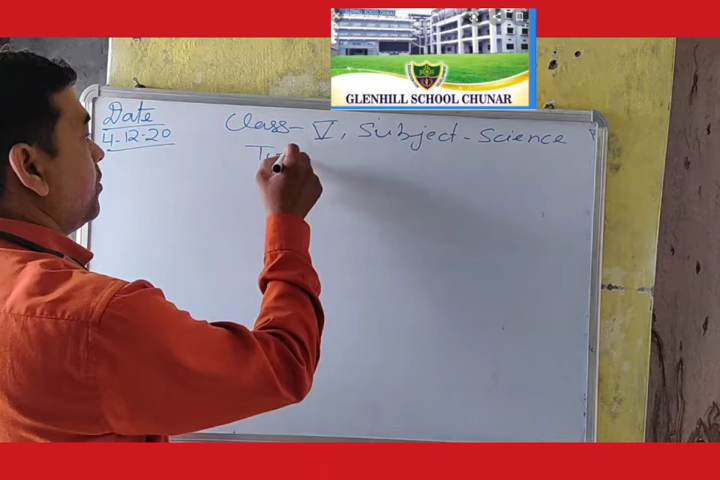 GLENHILL SCHOOL CHUNAR
Date
4-12-20
Class- V, Subject - Science